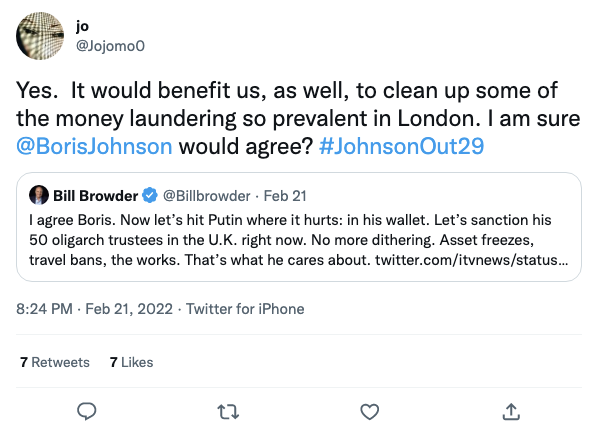 jo
@Jojomo0
Yes.  It would benefit us, as well, to clean up some of
the money laundering so prevalent in London. I am sure
@BorisJohnson would agree? #JohnsonOut29
Bill Browder @Billbrowder · Feb 21
I agree Boris. Now let’s hit Putin where it hurts: in his wallet. Let’s sanction his
50 oligarch trustees in the U.K. right now. No more dithering. Asset freezes,
travel bans, the works. That’s what he cares about. twitter.com/itvnews/status...
8:24 PM · Feb 21, 2022 · Twitter for iPhone
7 Retweets 7 Likes